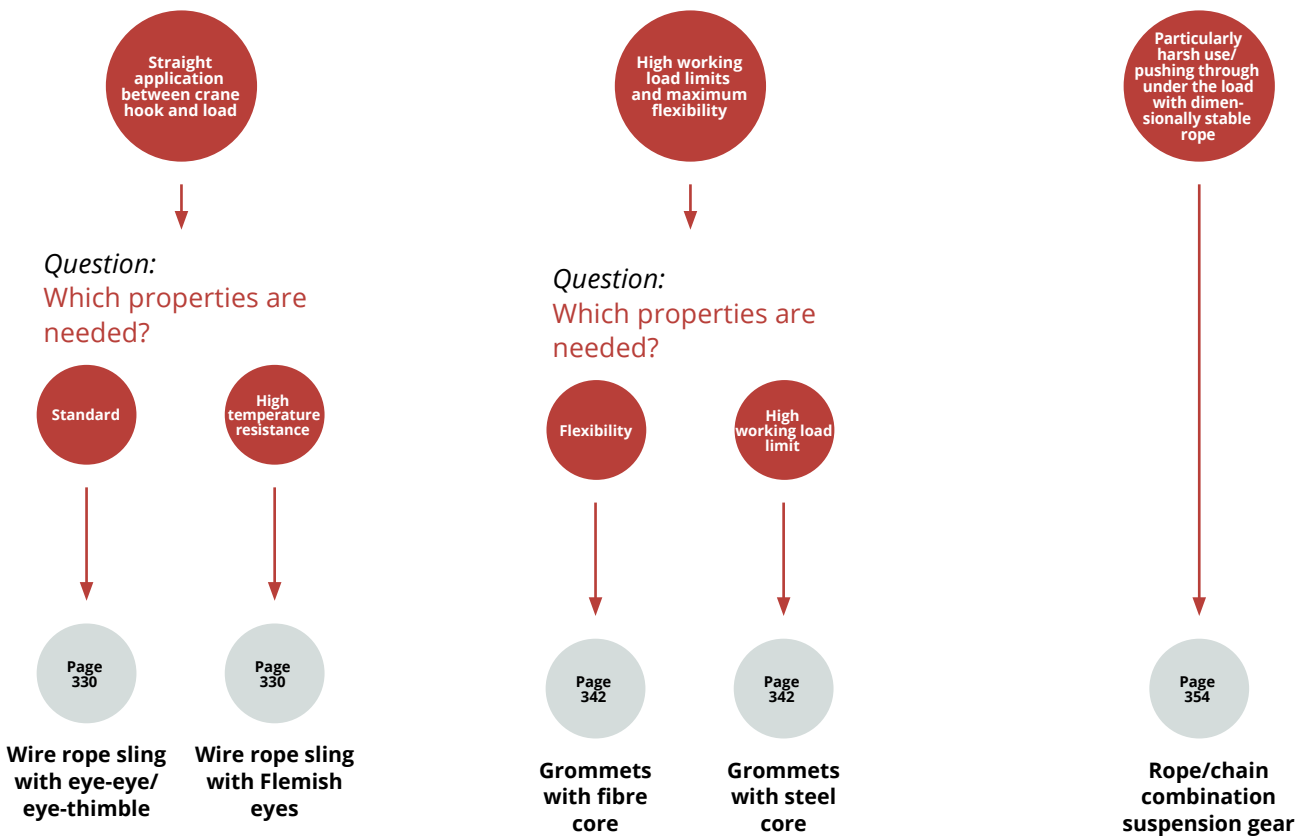 Straight
application
between crane
hook and load
High working
load limits
and maximum
flexibility
Particularly
harsh use/
pushing through
under the load
with dimen-
sionally stable
rope
Question:
Which properties are
needed?
Question:
Which properties are
needed?
Standard
High
temperature
resistance
Flexibility
High
working load
limit
Page
330
Page
330
Page
342
Page
342
Page
354
Wire rope sling
with eye-eye/
eye-thimble
Wire rope sling
with Flemish
eyes
Grommets
with fibre
core
Grommets
with steel
core
Rope/chain
combination
suspension gear